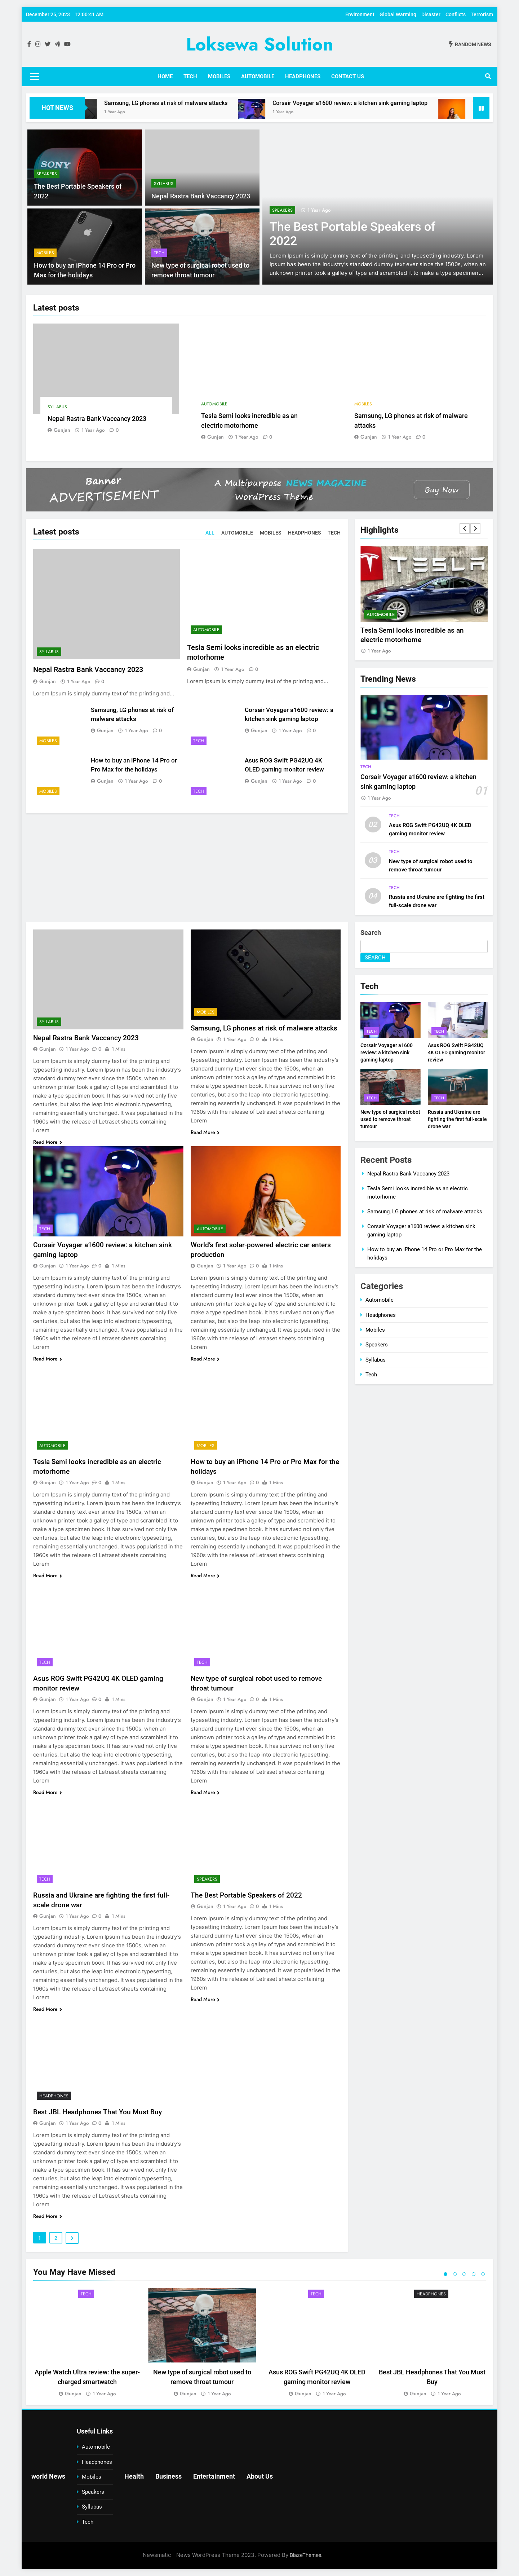 December 25, 2023 12:00:41 AM
Environment Global Warming Disaster Conflicts Terrorism
Loksewa Solution
RANDOM NEWS
HOME TECH MOBILES AUTOMOBILE HEADPHONES CONTACT US
HOT NEWS
Samsung, LG phones at risk of malware attacks
1 Year Ago
Corsair Voyager a1600 review: a kitchen sink gaming laptop
1 Year Ago
SPEAKERS
The Best Portable Speakers of
2022
SYLLABUS
Nepal Rastra Bank Vaccancy 2023
MOBILES
How to buy an iPhone 14 Pro or Pro
Max for the holidays
TECH
New type of surgical robot used to
remove throat tumour
SPEAKERS 1 Year Ago
The Best Portable Speakers of
2022
Lorem Ipsum is simply dummy text of the printing and typesetting industry. Lorem
Ipsum has been the industry's standard dummy text ever since the 1500s, when an
unknown printer took a galley of type and scrambled it to make a type specimen...
Latest posts
SYLLABUS
Nepal Rastra Bank Vaccancy 2023
Gunjan 1 Year Ago 0
AUTOMOBILE
Tesla Semi looks incredible as an
electric motorhome
Gunjan 1 Year Ago 0
MOBILES
Samsung, LG phones at risk of malware
attacks
Gunjan 1 Year Ago 0
Banner
ADVERTISEMENT
A Multipurpose NEWS MAGAZINE
WordPress Theme
Buy Now
Latest posts
ALL AUTOMOBILE MOBILES HEADPHONES TECH
SYLLABUS
Nepal Rastra Bank Vaccancy 2023
Gunjan 1 Year Ago 0
Lorem Ipsum is simply dummy text of the printing and...
AUTOMOBILE
Tesla Semi looks incredible as an electric
motorhome
Gunjan 1 Year Ago 0
Lorem Ipsum is simply dummy text of the printing and...
MOBILES
Samsung, LG phones at risk of
malware attacks
Gunjan 1 Year Ago 0
TECH
Corsair Voyager a1600 review: a
kitchen sink gaming laptop
Gunjan 1 Year Ago 0
MOBILES
How to buy an iPhone 14 Pro or
Pro Max for the holidays
Gunjan 1 Year Ago 0
TECH
Asus ROG Swift PG42UQ 4K
OLED gaming monitor review
Gunjan 1 Year Ago 0
Highlights
AUTOMOBILE
Tesla Semi looks incredible as an
electric motorhome
1 Year Ago
Trending News
TECH
Corsair Voyager a1600 review: a kitchen
sink gaming laptop
1 Year Ago
01
02
TECH
Asus ROG Swift PG42UQ 4K OLED
gaming monitor review
03
TECH
New type of surgical robot used to
remove throat tumour
04
TECH
Russia and Ukraine are fighting the first
full-scale drone war
Search
SEARCH
Tech
TECH
Corsair Voyager a1600
review: a kitchen sink
gaming laptop
TECH
Asus ROG Swift PG42UQ
4K OLED gaming monitor
review
TECH
New type of surgical robot
used to remove throat
tumour
TECH
Russia and Ukraine are
fighting the first full-scale
drone war
Recent Posts
Nepal Rastra Bank Vaccancy 2023
Tesla Semi looks incredible as an electric
motorhome
Samsung, LG phones at risk of malware attacks
Corsair Voyager a1600 review: a kitchen sink
gaming laptop
How to buy an iPhone 14 Pro or Pro Max for the
holidays
Categories
Automobile
Headphones
Mobiles
Speakers
Syllabus
Tech
SYLLABUS
Nepal Rastra Bank Vaccancy 2023
Gunjan 1 Year Ago 0 1 Mins
Lorem Ipsum is simply dummy text of the printing and
typesetting industry. Lorem Ipsum has been the industry's
standard dummy text ever since the 1500s, when an
unknown printer took a galley of type and scrambled it to
make a type specimen book. It has survived not only five
centuries, but also the leap into electronic typesetting,
remaining essentially unchanged. It was popularised in the
1960s with the release of Letraset sheets containing
Lorem
Read More
MOBILES
Samsung, LG phones at risk of malware attacks
Gunjan 1 Year Ago 0 1 Mins
Lorem Ipsum is simply dummy text of the printing and
typesetting industry. Lorem Ipsum has been the industry's
standard dummy text ever since the 1500s, when an
unknown printer took a galley of type and scrambled it to
make a type specimen book. It has survived not only five
centuries, but also the leap into electronic typesetting,
remaining essentially unchanged. It was popularised in the
1960s with the release of Letraset sheets containing
Lorem
Read More
TECH
Corsair Voyager a1600 review: a kitchen sink
gaming laptop
Gunjan 1 Year Ago 0 1 Mins
Lorem Ipsum is simply dummy text of the printing and
typesetting industry. Lorem Ipsum has been the industry's
standard dummy text ever since the 1500s, when an
unknown printer took a galley of type and scrambled it to
make a type specimen book. It has survived not only five
centuries, but also the leap into electronic typesetting,
remaining essentially unchanged. It was popularised in the
1960s with the release of Letraset sheets containing
Lorem
Read More
AUTOMOBILE
World's first solar-powered electric car enters
production
Gunjan 1 Year Ago 0 1 Mins
Lorem Ipsum is simply dummy text of the printing and
typesetting industry. Lorem Ipsum has been the industry's
standard dummy text ever since the 1500s, when an
unknown printer took a galley of type and scrambled it to
make a type specimen book. It has survived not only five
centuries, but also the leap into electronic typesetting,
remaining essentially unchanged. It was popularised in the
1960s with the release of Letraset sheets containing
Lorem
Read More
AUTOMOBILE
Tesla Semi looks incredible as an electric
motorhome
Gunjan 1 Year Ago 0 1 Mins
Lorem Ipsum is simply dummy text of the printing and
typesetting industry. Lorem Ipsum has been the industry's
standard dummy text ever since the 1500s, when an
unknown printer took a galley of type and scrambled it to
make a type specimen book. It has survived not only five
centuries, but also the leap into electronic typesetting,
remaining essentially unchanged. It was popularised in the
1960s with the release of Letraset sheets containing
Lorem
Read More
MOBILES
How to buy an iPhone 14 Pro or Pro Max for the
holidays
Gunjan 1 Year Ago 0 1 Mins
Lorem Ipsum is simply dummy text of the printing and
typesetting industry. Lorem Ipsum has been the industry's
standard dummy text ever since the 1500s, when an
unknown printer took a galley of type and scrambled it to
make a type specimen book. It has survived not only five
centuries, but also the leap into electronic typesetting,
remaining essentially unchanged. It was popularised in the
1960s with the release of Letraset sheets containing
Lorem
Read More
TECH
Asus ROG Swift PG42UQ 4K OLED gaming
monitor review
Gunjan 1 Year Ago 0 1 Mins
Lorem Ipsum is simply dummy text of the printing and
typesetting industry. Lorem Ipsum has been the industry's
standard dummy text ever since the 1500s, when an
unknown printer took a galley of type and scrambled it to
make a type specimen book. It has survived not only five
centuries, but also the leap into electronic typesetting,
remaining essentially unchanged. It was popularised in the
1960s with the release of Letraset sheets containing
Lorem
Read More
TECH
New type of surgical robot used to remove
throat tumour
Gunjan 1 Year Ago 0 1 Mins
Lorem Ipsum is simply dummy text of the printing and
typesetting industry. Lorem Ipsum has been the industry's
standard dummy text ever since the 1500s, when an
unknown printer took a galley of type and scrambled it to
make a type specimen book. It has survived not only five
centuries, but also the leap into electronic typesetting,
remaining essentially unchanged. It was popularised in the
1960s with the release of Letraset sheets containing
Lorem
Read More
TECH
Russia and Ukraine are fighting the first full-
scale drone war
Gunjan 1 Year Ago 0 1 Mins
Lorem Ipsum is simply dummy text of the printing and
typesetting industry. Lorem Ipsum has been the industry's
standard dummy text ever since the 1500s, when an
unknown printer took a galley of type and scrambled it to
make a type specimen book. It has survived not only five
centuries, but also the leap into electronic typesetting,
remaining essentially unchanged. It was popularised in the
1960s with the release of Letraset sheets containing
Lorem
Read More
SPEAKERS
The Best Portable Speakers of 2022
Gunjan 1 Year Ago 0 1 Mins
Lorem Ipsum is simply dummy text of the printing and
typesetting industry. Lorem Ipsum has been the industry's
standard dummy text ever since the 1500s, when an
unknown printer took a galley of type and scrambled it to
make a type specimen book. It has survived not only five
centuries, but also the leap into electronic typesetting,
remaining essentially unchanged. It was popularised in the
1960s with the release of Letraset sheets containing
Lorem
Read More
HEADPHONES
Best JBL Headphones That You Must Buy
Gunjan 1 Year Ago 0 1 Mins
Lorem Ipsum is simply dummy text of the printing and
typesetting industry. Lorem Ipsum has been the industry's
standard dummy text ever since the 1500s, when an
unknown printer took a galley of type and scrambled it to
make a type specimen book. It has survived not only five
centuries, but also the leap into electronic typesetting,
remaining essentially unchanged. It was popularised in the
1960s with the release of Letraset sheets containing
Lorem
Read More
1 2
You May Have Missed
TECH
Apple Watch Ultra review: the super-
charged smartwatch
Gunjan 1 Year Ago
New type of surgical robot used to
remove throat tumour
Gunjan 1 Year Ago
TECH
Asus ROG Swift PG42UQ 4K OLED
gaming monitor review
Gunjan 1 Year Ago
HEADPHONES
Best JBL Headphones That You Must
Buy
Gunjan 1 Year Ago
world News
Useful Links
Automobile
Headphones
Mobiles
Speakers
Syllabus
Tech
Health
Business
Entertainment
About Us
Newsmatic - News WordPress Theme 2023. Powered By BlazeThemes.